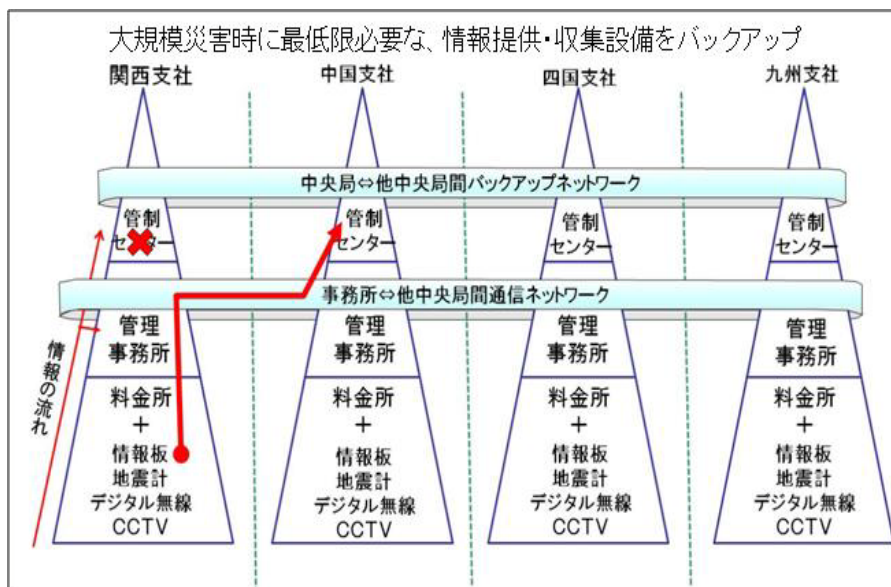 大規模災害時に最低限必要な、情報提供・収集設備をバックアップ
関西支社
中国支社
四国支社
九州支社
中央局⇔他中央局間バックアップネットワーク
管制
センター
管制
センター
管制
センター
管制
センター
事務所⇔他中央局間通信ネットワーク
情報の流れ
管理
事務所
管理
事務所
管理
事務所
管理
事務所
料金所
+
情報板
地震計
デジタル無線
CCTV
料金所
+
情報板
地震計
デジタル無線
CCTV
料金所
+
情報板
地震計
デジタル無線
CCTV
料金所
+
情報板
地震計
デジタル無線
CCTV